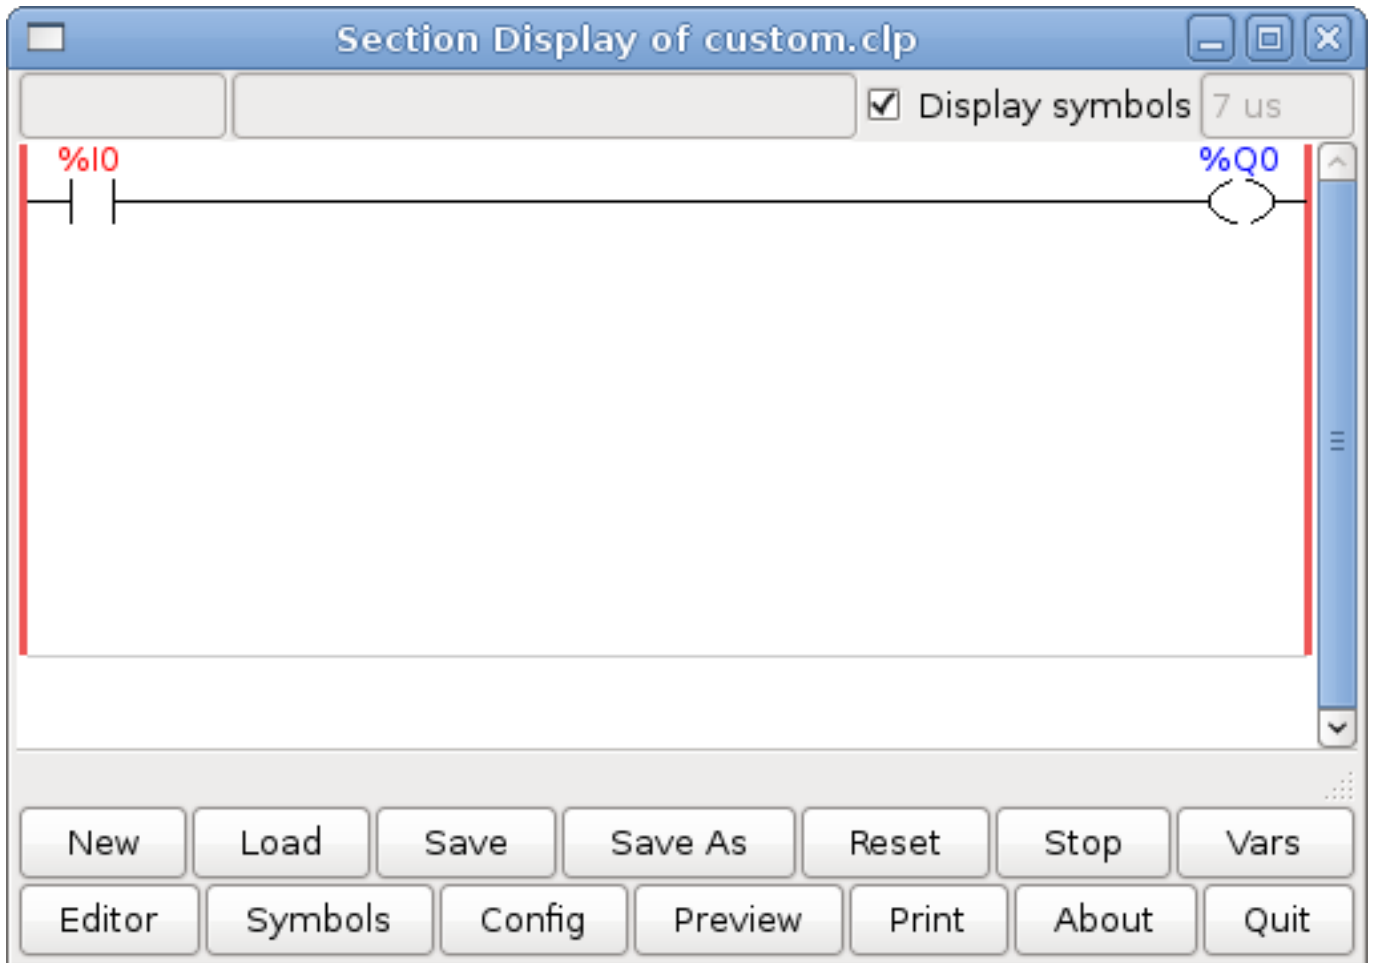 Section Display of custom.clp
Display symbols 7 us
%I0 %Q0
New Load Save Save As Reset Stop Vars
Editor Symbols Config Preview Print About Quit